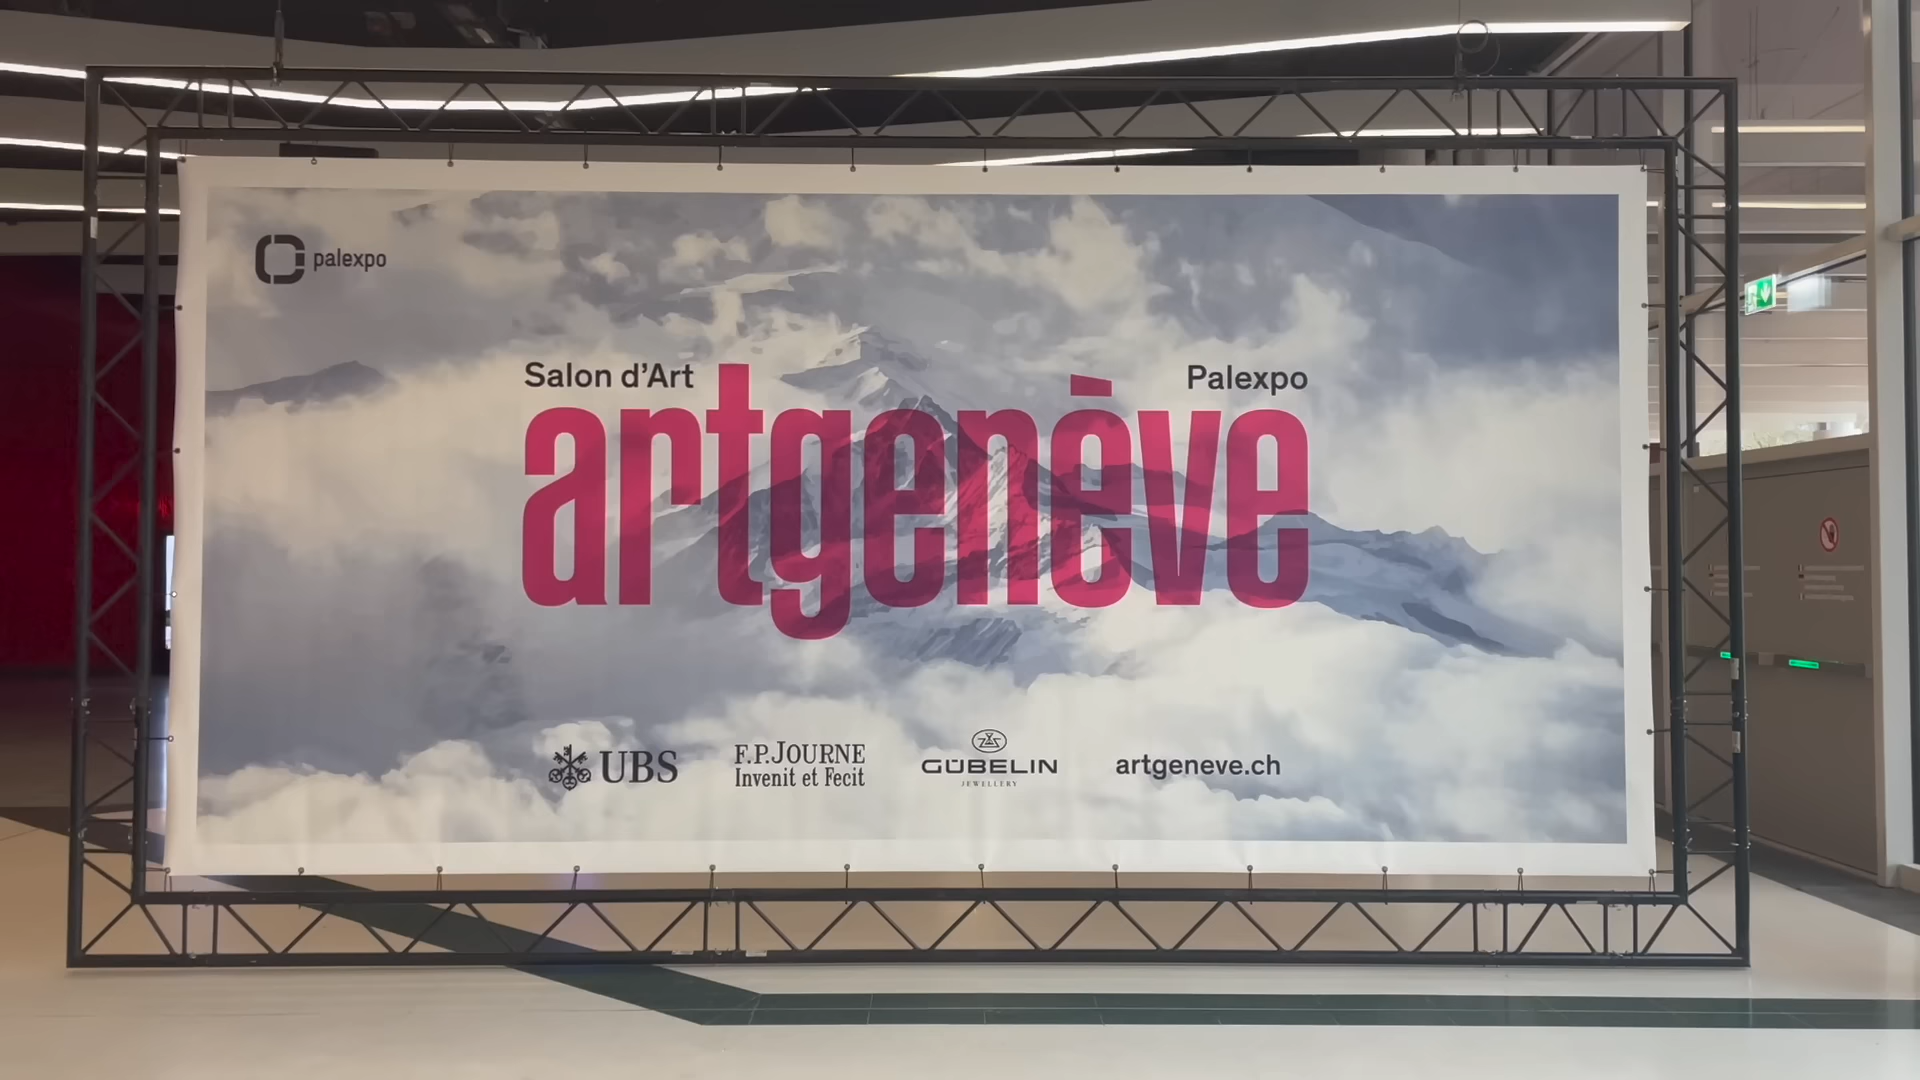 palexpo
Salon d'Art
Palexpo
artgenève
UBS
F.P.JOURNE
Invenit et Fecit
GÜBELIN
JEWELLERY
artgeneve.ch